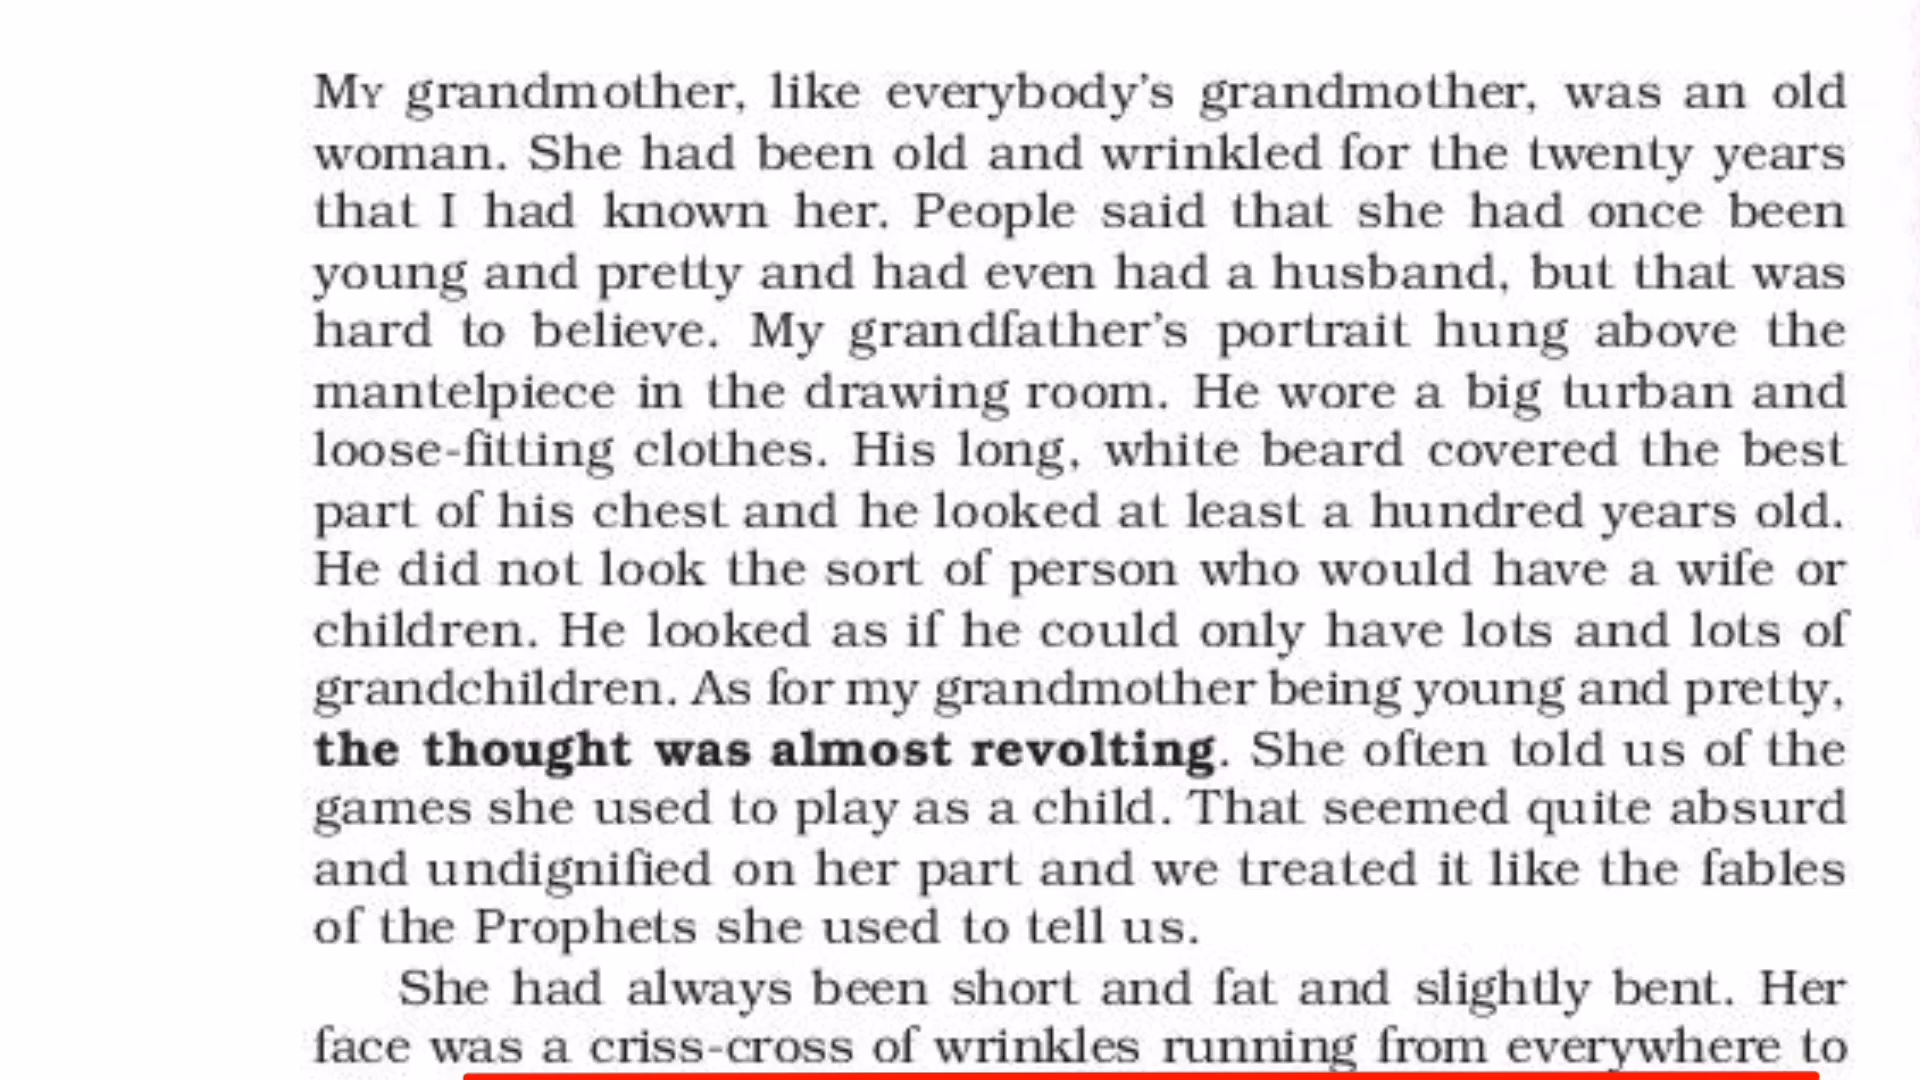 My grandmother, like everybody's grandmother, was an old
woman. She had been old and wrinkled for the twenty years
that I had known her. People said that she had once been
young and pretty and had even had a husband, but that was
hard to believe. My grandfather's portrait hung above the
mantelpiece in the drawing room. He wore a big turban and
loose-fitting clothes. His long, white beard covered the best
part of his chest and he looked at least a hundred years old.
He did not look the sort of person who would have a wife or
children. He looked as if he could only have lots and lots of
grandchildren. As for my grandmother being young and pretty,
the thought was almost revolting. She often told us of the
games she used to play as a child. That seemed quite absurd
and undignified on her part and we treated it like the fables
of the Prophets she used to tell us.
She had always been short and fat and slightly bent. Her
face was a criss-cross of wrinkles running from everywhere to